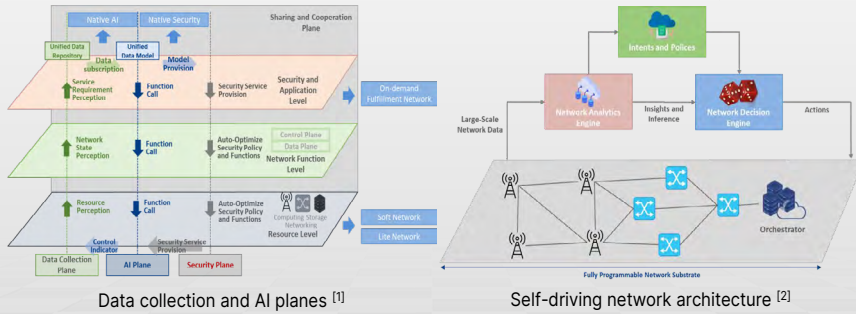 Sharing and Cooperation
Plane
Native AI
Native Security
Unified Data
Repository
Unified
Data Model
Data
subscription
Model
Provision
Service
Requirement
Perception
Function
Call
Security Service
Provision
Security and
Application
Level
On-demand
Fulfillment Network
Network
State
Perception
Function
Call
Auto-Optimize
Security Policy
and Functions
Control Plane
Data Plane
Network Function
Level
Resource
Perception
Function
Call
Auto-Optimize
Security Policy
and Functions
Computing Storage
Networking
Resource Level
Soft Network
Lite Network
Control
Indicator
Security Service
Provision
Data Collection
Plane
AI Plane
Security Plane
Data collection and AI planes [1]
Intents and Polices
Network Analytics
Engine
Insights and
Inference
Network Decision
Engine
Large-Scale
Network Data
Actions
Orchestrator
Fully Programmable Network Substrate
Self-driving network architecture [2]